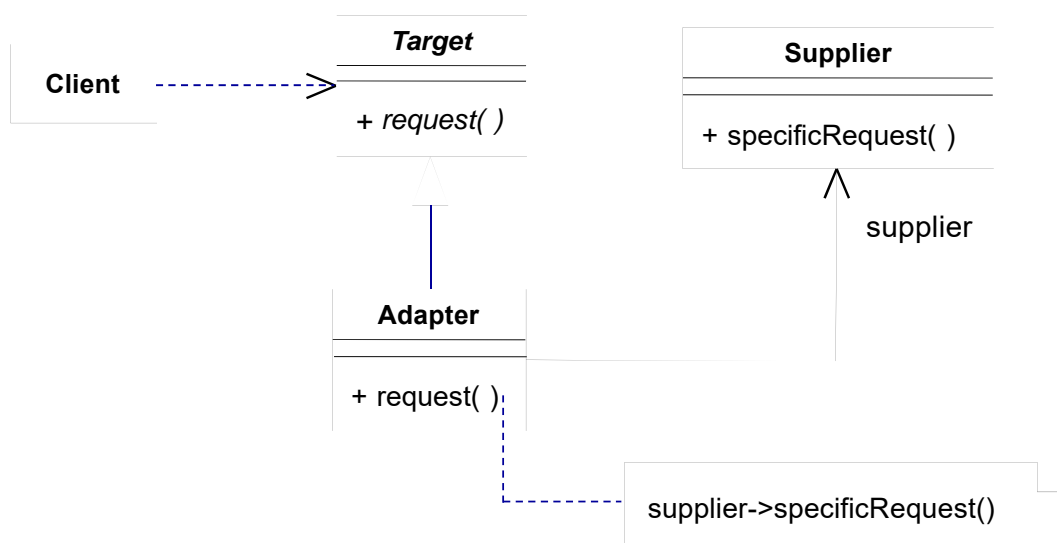 Target
Supplier
Client
+ request( )
+ specificRequest( )
supplier
Adapter
+ request( )
supplier->specificRequest()